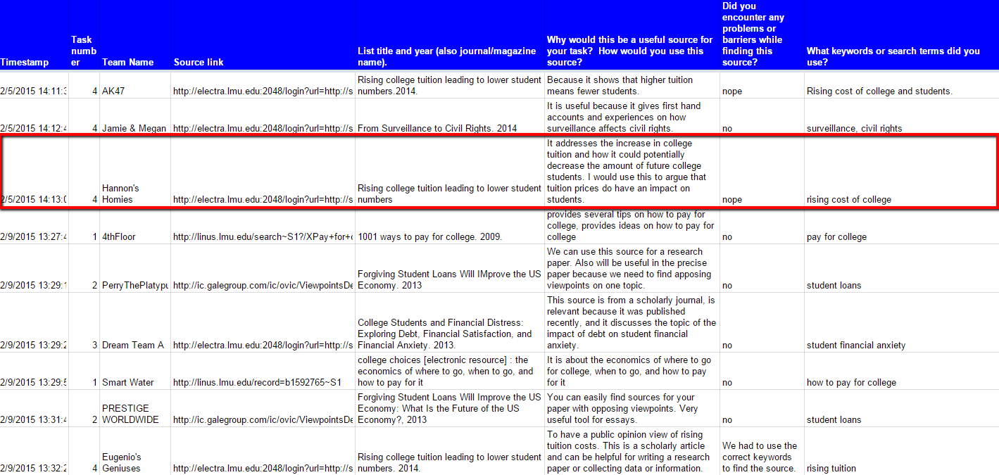 Timestamp
Task
numb
er
Team Name
Source link
List title and year (also journal/magazine
name).
Why would this be a useful source for
your task? How would you use this
source?
Did you
encounter any
problems or
barriers while
finding this
source?
What keywords or search terms did you
use?
2/5/2015 14:11:3
4
AK47
http://electra.lmu.edu:2048/login?url=http://s
Rising college tuition leading to lower student
numbers.2014.
Because it shows that higher tuition
means fewer students.
nope
Rising cost of college and students.
2/5/2015 14:12:4
4
Jamie & Megan
http://electra.lmu.edu:2048/login?url=http://s
From Surveillance to Civil Rights. 2014
It is useful because it gives first hand
accounts and experiences on how
surveillance affects civil rights.
no
surveillance, civil rights
2/5/2015 14:13:0
4
Hannon's
Homies
http://electra.lmu.edu:2048/login?url=http://s
Rising college tuition leading to lower student
numbers
It addresses the increase in college
tuition and how it could potentially
decrease the amount of future college
students. I would use this to argue that
tuition prices do have an impact on
students.
nope
rising cost of college
2/9/2015 13:27:4
1
4thFloor
http://linus.lmu.edu/search~S1?/XPay+for+c
1001 ways to pay for college. 2009.
provides several tips on how to pay for
college, provides ideas on how to pay for
college
no
pay for college
2/9/2015 13:29:1
2
PerryThePlatypu
http://ic.galegroup.com/ic/ovic/ViewpointsDe
Forgiving Student Loans Will IMprove the US
Economy. 2013
We can use this source for a research
paper. Also will be useful in the precise
paper because we need to find apposing
viewpoints on one topic.
no
student loans
2/9/2015 13:29:2
3
Dream Team A
http://electra.lmu.edu:2048/login?url=http://s
College Students and Financial Distress:
Exploring Debt, Financial Satisfaction, and
Financial Anxiety. 2013.
This source is from a scholarly journal, is
relevant because it was published
recently, and it discusses the topic of the
impact of debt on student financial
anxiety.
no
student financial anxiety
2/9/2015 13:29:5
1
Smart Water
http://linus.lmu.edu/record=b1592765~S1
college choices [electronic resource] : the
economics of where to go, when to go, and
how to pay for it
It is about the economics of where to go
for college, when to go, and how to pay
for it
no
how to pay for college
2/9/2015 13:31:4
2
PRESTIGE
WORLDWIDE
http://ic.galegroup.com/ic/ovic/ViewpointsDe
Forgiving Student Loans Will Improve the US
Economy: What Is the Future of the US
Economy?, 2013
You can easily find sources for your
paper with opposing viewpoints. Very
useful tool for essays.
no
student loans
2/9/2015 13:32:2
4
Eugenio's
Geniuses
http://electra.lmu.edu:2048/login?url=http://s
Rising college tuition leading to lower student
numbers. 2014.
To have a public opinion view of rising
tuition costs. This is a scholarly article
and can be helpful for writing a research
paper or collecting data or information.
We had to use the
correct keywords
to find the source.
rising tuition